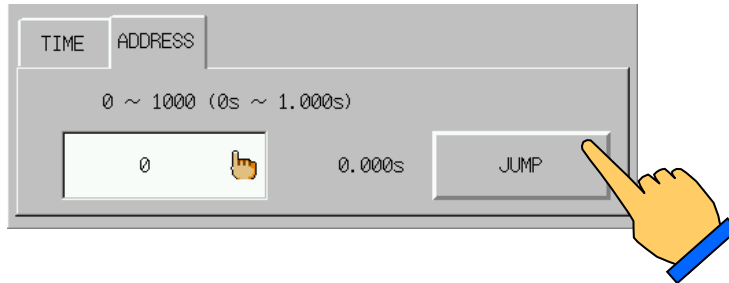 TIME ADDRESS
0 ~ 1000 (0s ~ 1.000s)
0 0.000s JUMP